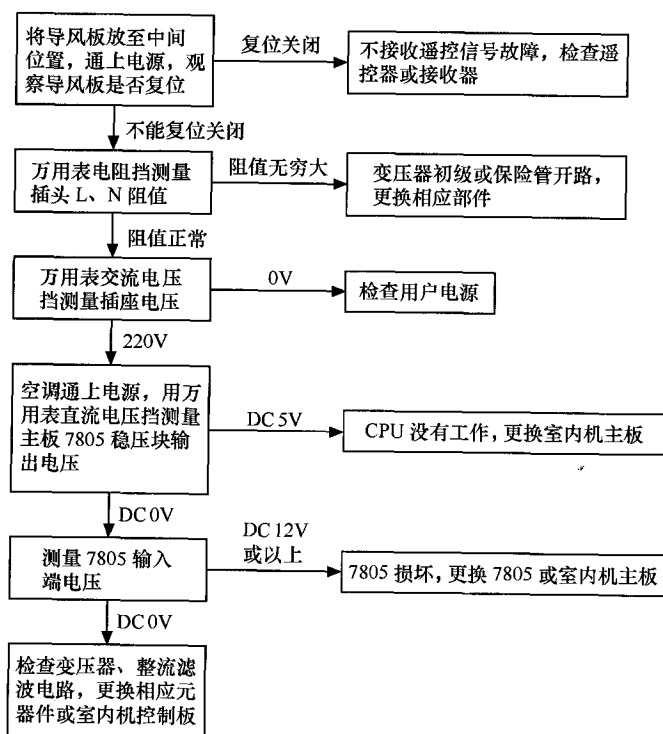 将导风板放至中间
位置，通上电源，观
察导风板是否复位
复位关闭
不接收遥控信号故障，检查遥
控器或接收器
不能复位关闭
万用表电阻挡测量
插头 L、N 阻值
阻值无穷大
变压器初级或保险管开路，
更换相应部件
阻值正常
万用表交流电压
挡测量插座电压
0V
检查用户电源
220V
空调通上电源，用万
用表直流电压挡测量
主板 7805 稳压块输
出电压
DC 5V
CPU 没有工作，更换室内机主板
DC 0V
测量 7805 输入
端电压
DC 12V
或以上
7805 损坏，更换 7805 或室内机主板
DC 0V
检查变压器、整流滤
波电路，更换相应元
器件或室内机控制板